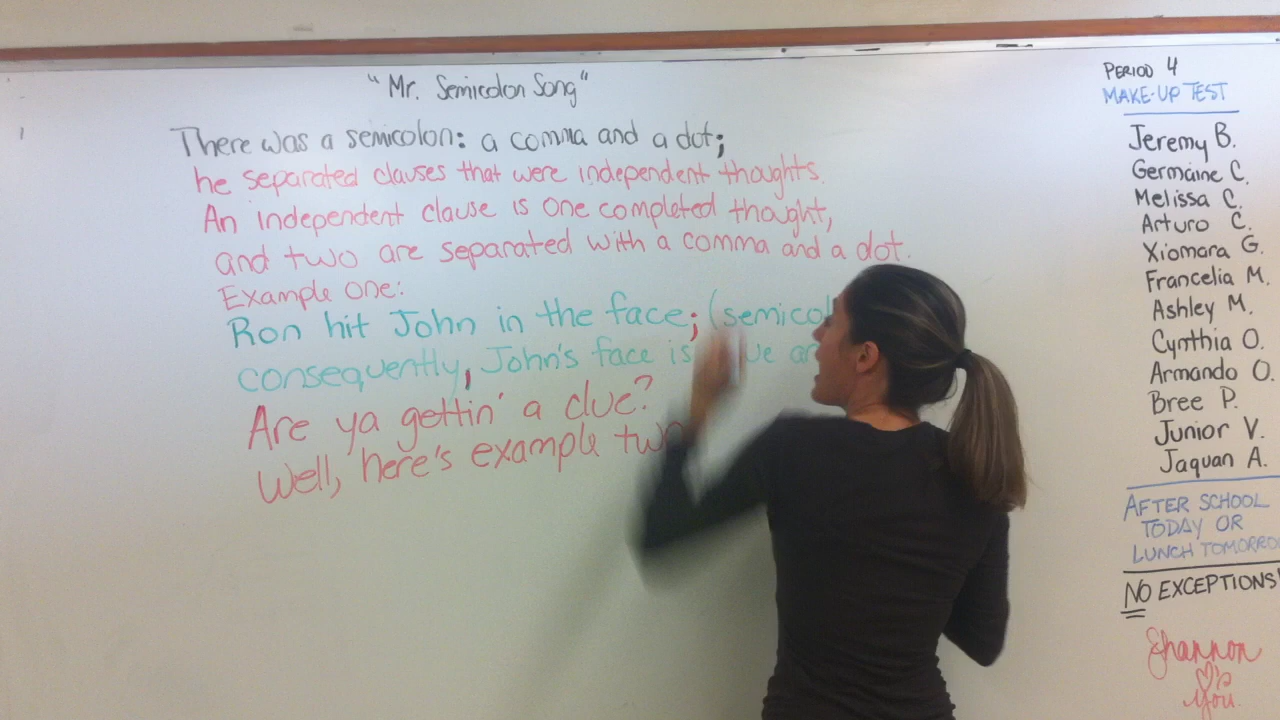 "Mr. Semicolon Song"
There was a semicolon: a comma and a dot;
he separated clauses that were independent thoughts.
An independent clause is one completed thought,
and two are separated with a comma and a dot.
Example one:
Ron hit John in the face; (semicol
consequently, John's face is
Are ya gettin' a clue?
Well, here's example two
PERIOD 4
MAKE-UP TEST
Jeremy B.
Germaine C.
Melissa C.
Arturo C.
Xiomara G.
Francelia M.
Ashley M.
Cynthia O.
Armando O.
Bree P.
Junior V.
Jaquan A.
AFTER SCHOOL
TODAY OR
LUNCH TOMORRO
NO EXCEPTIONS!
Shannon
♡'s
you.